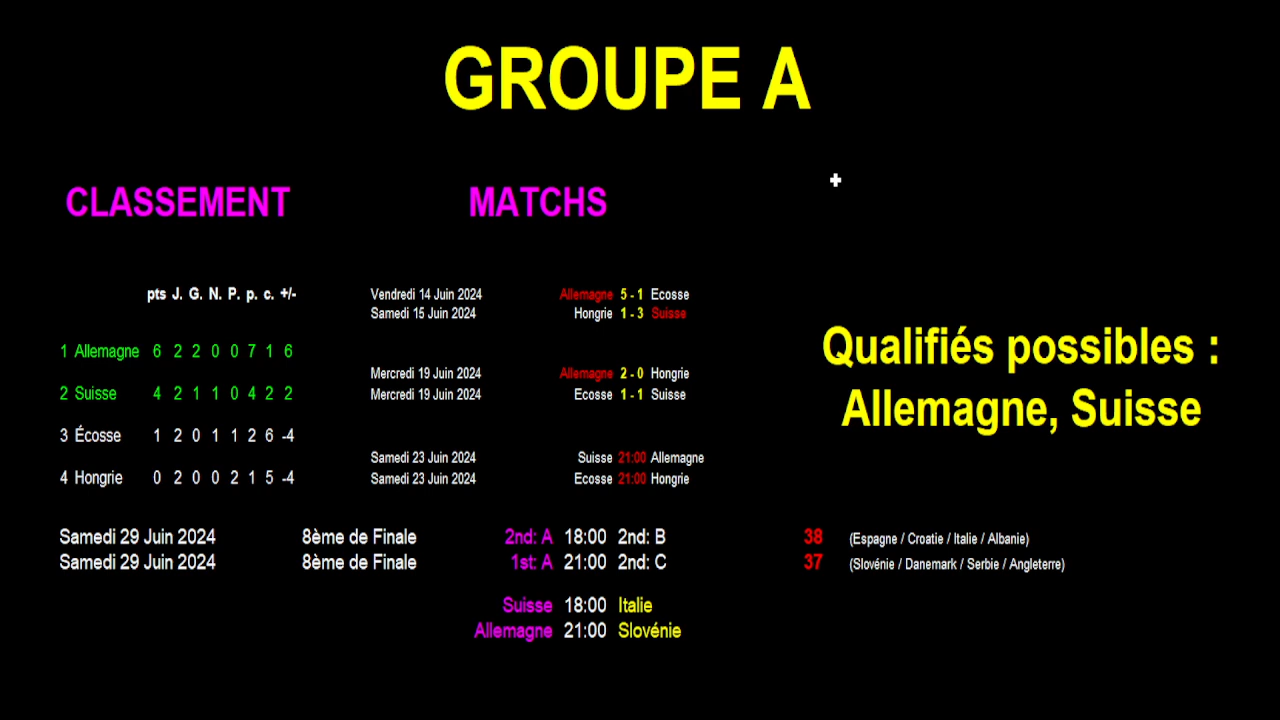 GROUPE A
CLASSEMENT MATCHS
pts J. G. N. P. p. c. +/-
Vendredi 14 Juin 2024 Allemagne 5 - 1 Ecosse
Samedi 15 Juin 2024 Hongrie 1 - 3 Suisse
1 Allemagne 6 2 2 0 0 7 1 6
Mercredi 19 Juin 2024 Allemagne 2 - 0 Hongrie
2 Suisse 4 2 1 1 0 4 2 2
Mercredi 19 Juin 2024 Ecosse 1 - 1 Suisse
3 Écosse 1 2 0 1 1 2 6 -4
Samedi 23 Juin 2024 Suisse 21:00 Allemagne
4 Hongrie 0 2 0 0 2 1 5 -4
Samedi 23 Juin 2024 Ecosse 21:00 Hongrie
Qualifiés possibles :
Allemagne, Suisse
Samedi 29 Juin 2024 8ème de Finale 2nd: A 18:00 2nd: B 38 (Espagne / Croatie / Italie / Albanie)
Samedi 29 Juin 2024 8ème de Finale 1st: A 21:00 2nd: C 37 (Slovénie / Danemark / Serbie / Angleterre)
Suisse 18:00 Italie
Allemagne 21:00 Slovénie